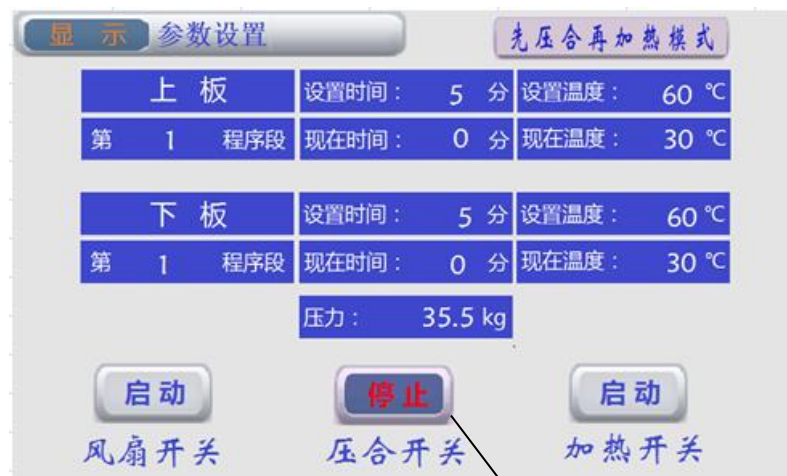 显 示 参数设置 先压合再加热模式
上 板 设置时间： 5 分 设置温度： 60 ℃
第 1 程序段 现在时间： 0 分 现在温度： 30 ℃
下 板 设置时间： 5 分 设置温度： 60 ℃
第 1 程序段 现在时间： 0 分 现在温度： 30 ℃
压力： 35.5 kg
启动 停止 启动
风扇开关 压合开关 加热开关